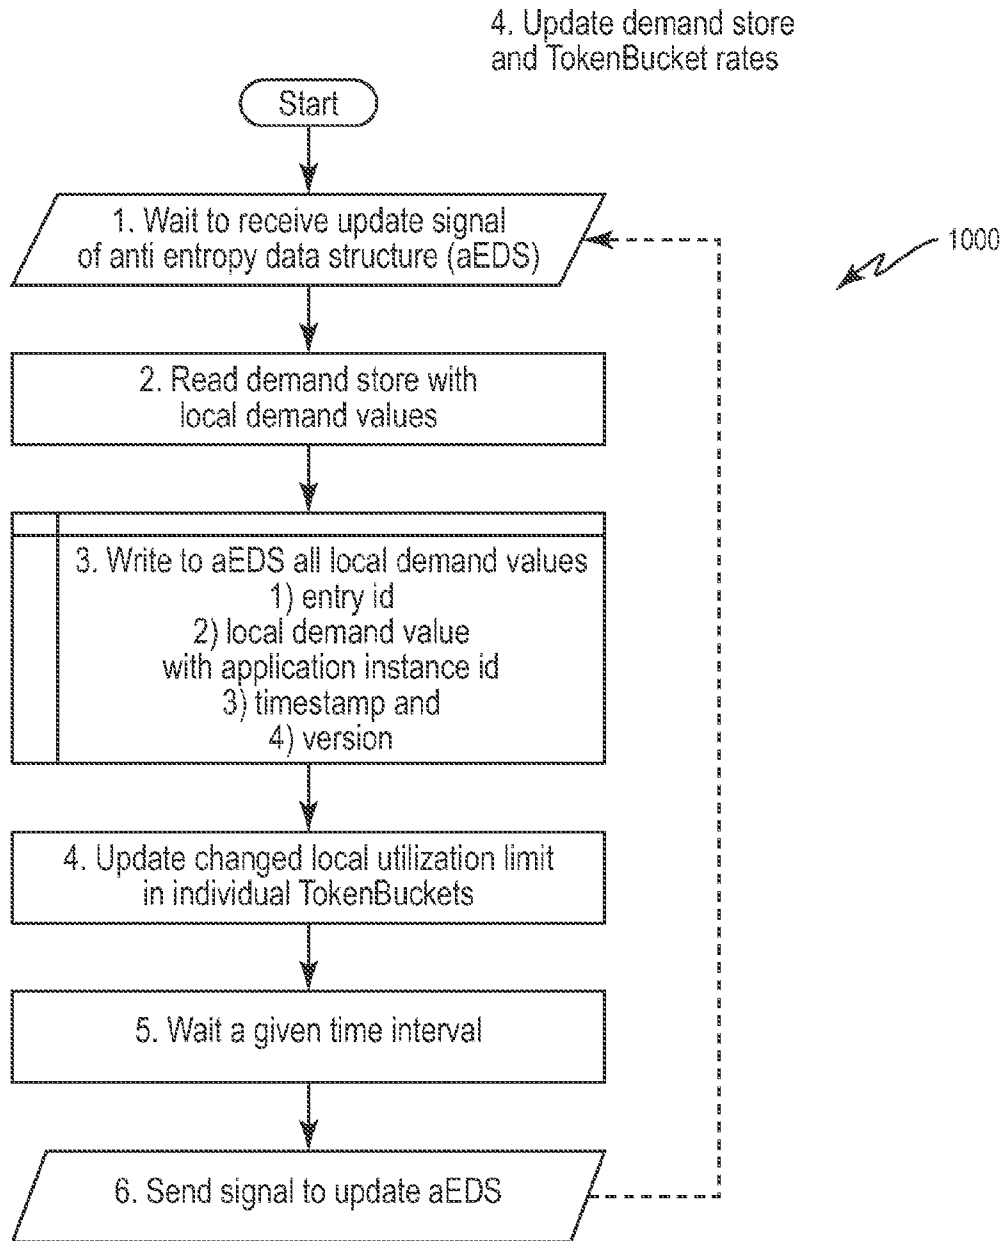 4. Update demand store
and TokenBucket rates
Start
1. Wait to receive update signal
of anti entropy data structure (aEDS)
1000
2. Read demand store with
local demand values
3. Write to aEDS all local demand values
1) entry id
2) local demand value
with application instance id
3) timestamp and
4) version
4. Update changed local utilization limit
in individual TokenBuckets
5. Wait a given time interval
6. Send signal to update aEDS